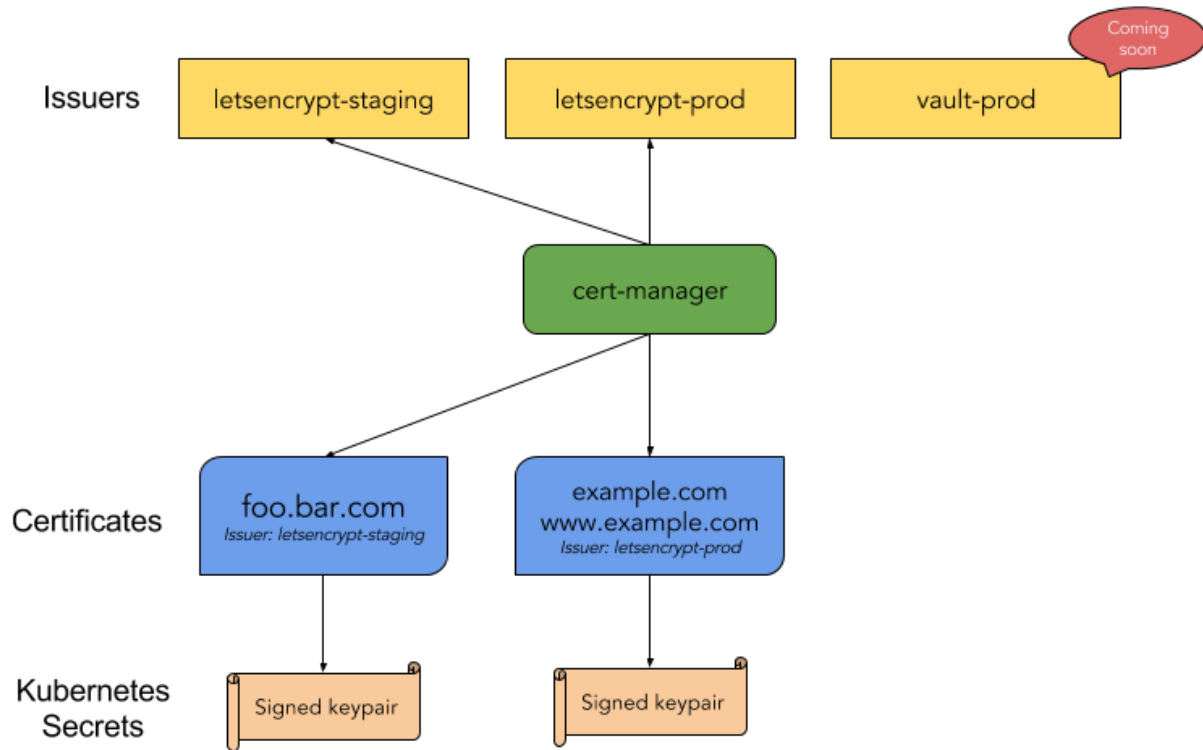 Coming
soon
Issuers
letsencrypt-staging
letsencrypt-prod
vault-prod
cert-manager
Certificates
foo.bar.com
Issuer: letsencrypt-staging
example.com
www.example.com
Issuer: letsencrypt-prod
Kubernetes
Secrets
Signed keypair
Signed keypair